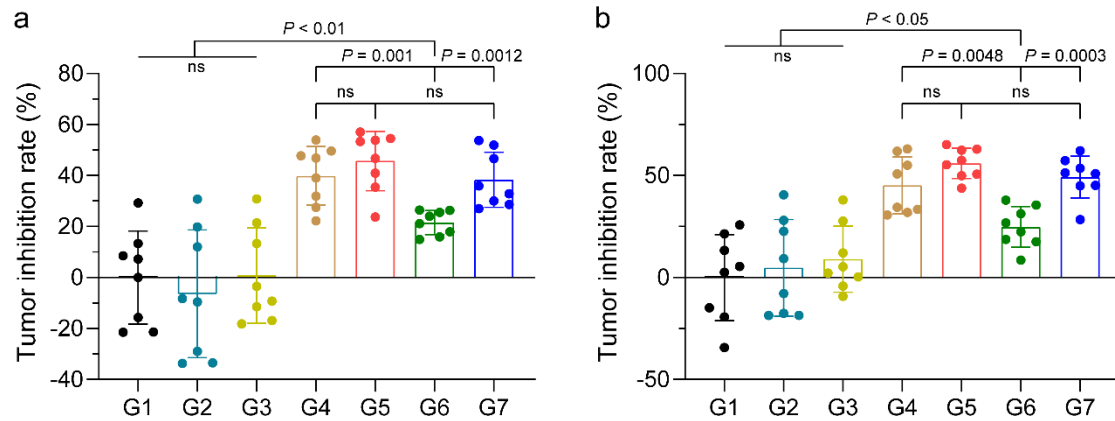 a
P < 0.01
ns
P = 0.001
P = 0.0012
ns
ns
Tumor inhibition rate (%)
80
60
40
20
0
-20
-40
G1 G2 G3 G4 G5 G6 G7
b
P < 0.05
ns
P = 0.0048
P = 0.0003
ns
ns
Tumor inhibition rate (%)
100
50
0
-50
G1 G2 G3 G4 G5 G6 G7